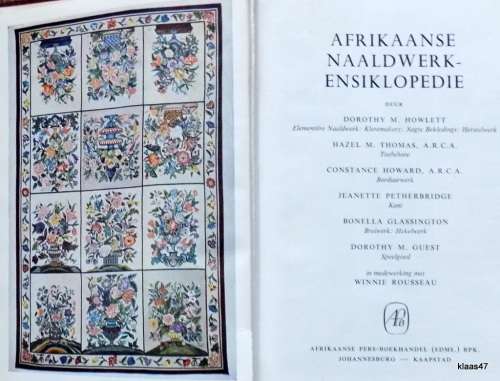 AFRIKAANSE
NAALDWERK-
ENSIKLOPEDIE
DEUR
DOROTHY M. HOWLETT
Elementêre Naaldwerk: Kleremakery; Sagte Bekledings; Herstelwerk
HAZEL M. THOMAS, A.R.C.A.
Toebehore
CONSTANCE HOWARD, A.R.C.A.
Borduurwerk
JEANETTE PETHERBRIDGE
Kant
BONELLA GLASSINGTON
Breiwerk: Hekelwerk
DOROTHY M. GUEST
Speelgoed
in medewerking met
WINNIE ROUSSEAU
APB
AFRIKAANSE PERS-BOEKHANDEL (EDMS.) BPK.
JOHANNESBURG — KAAPSTAD
klaas47